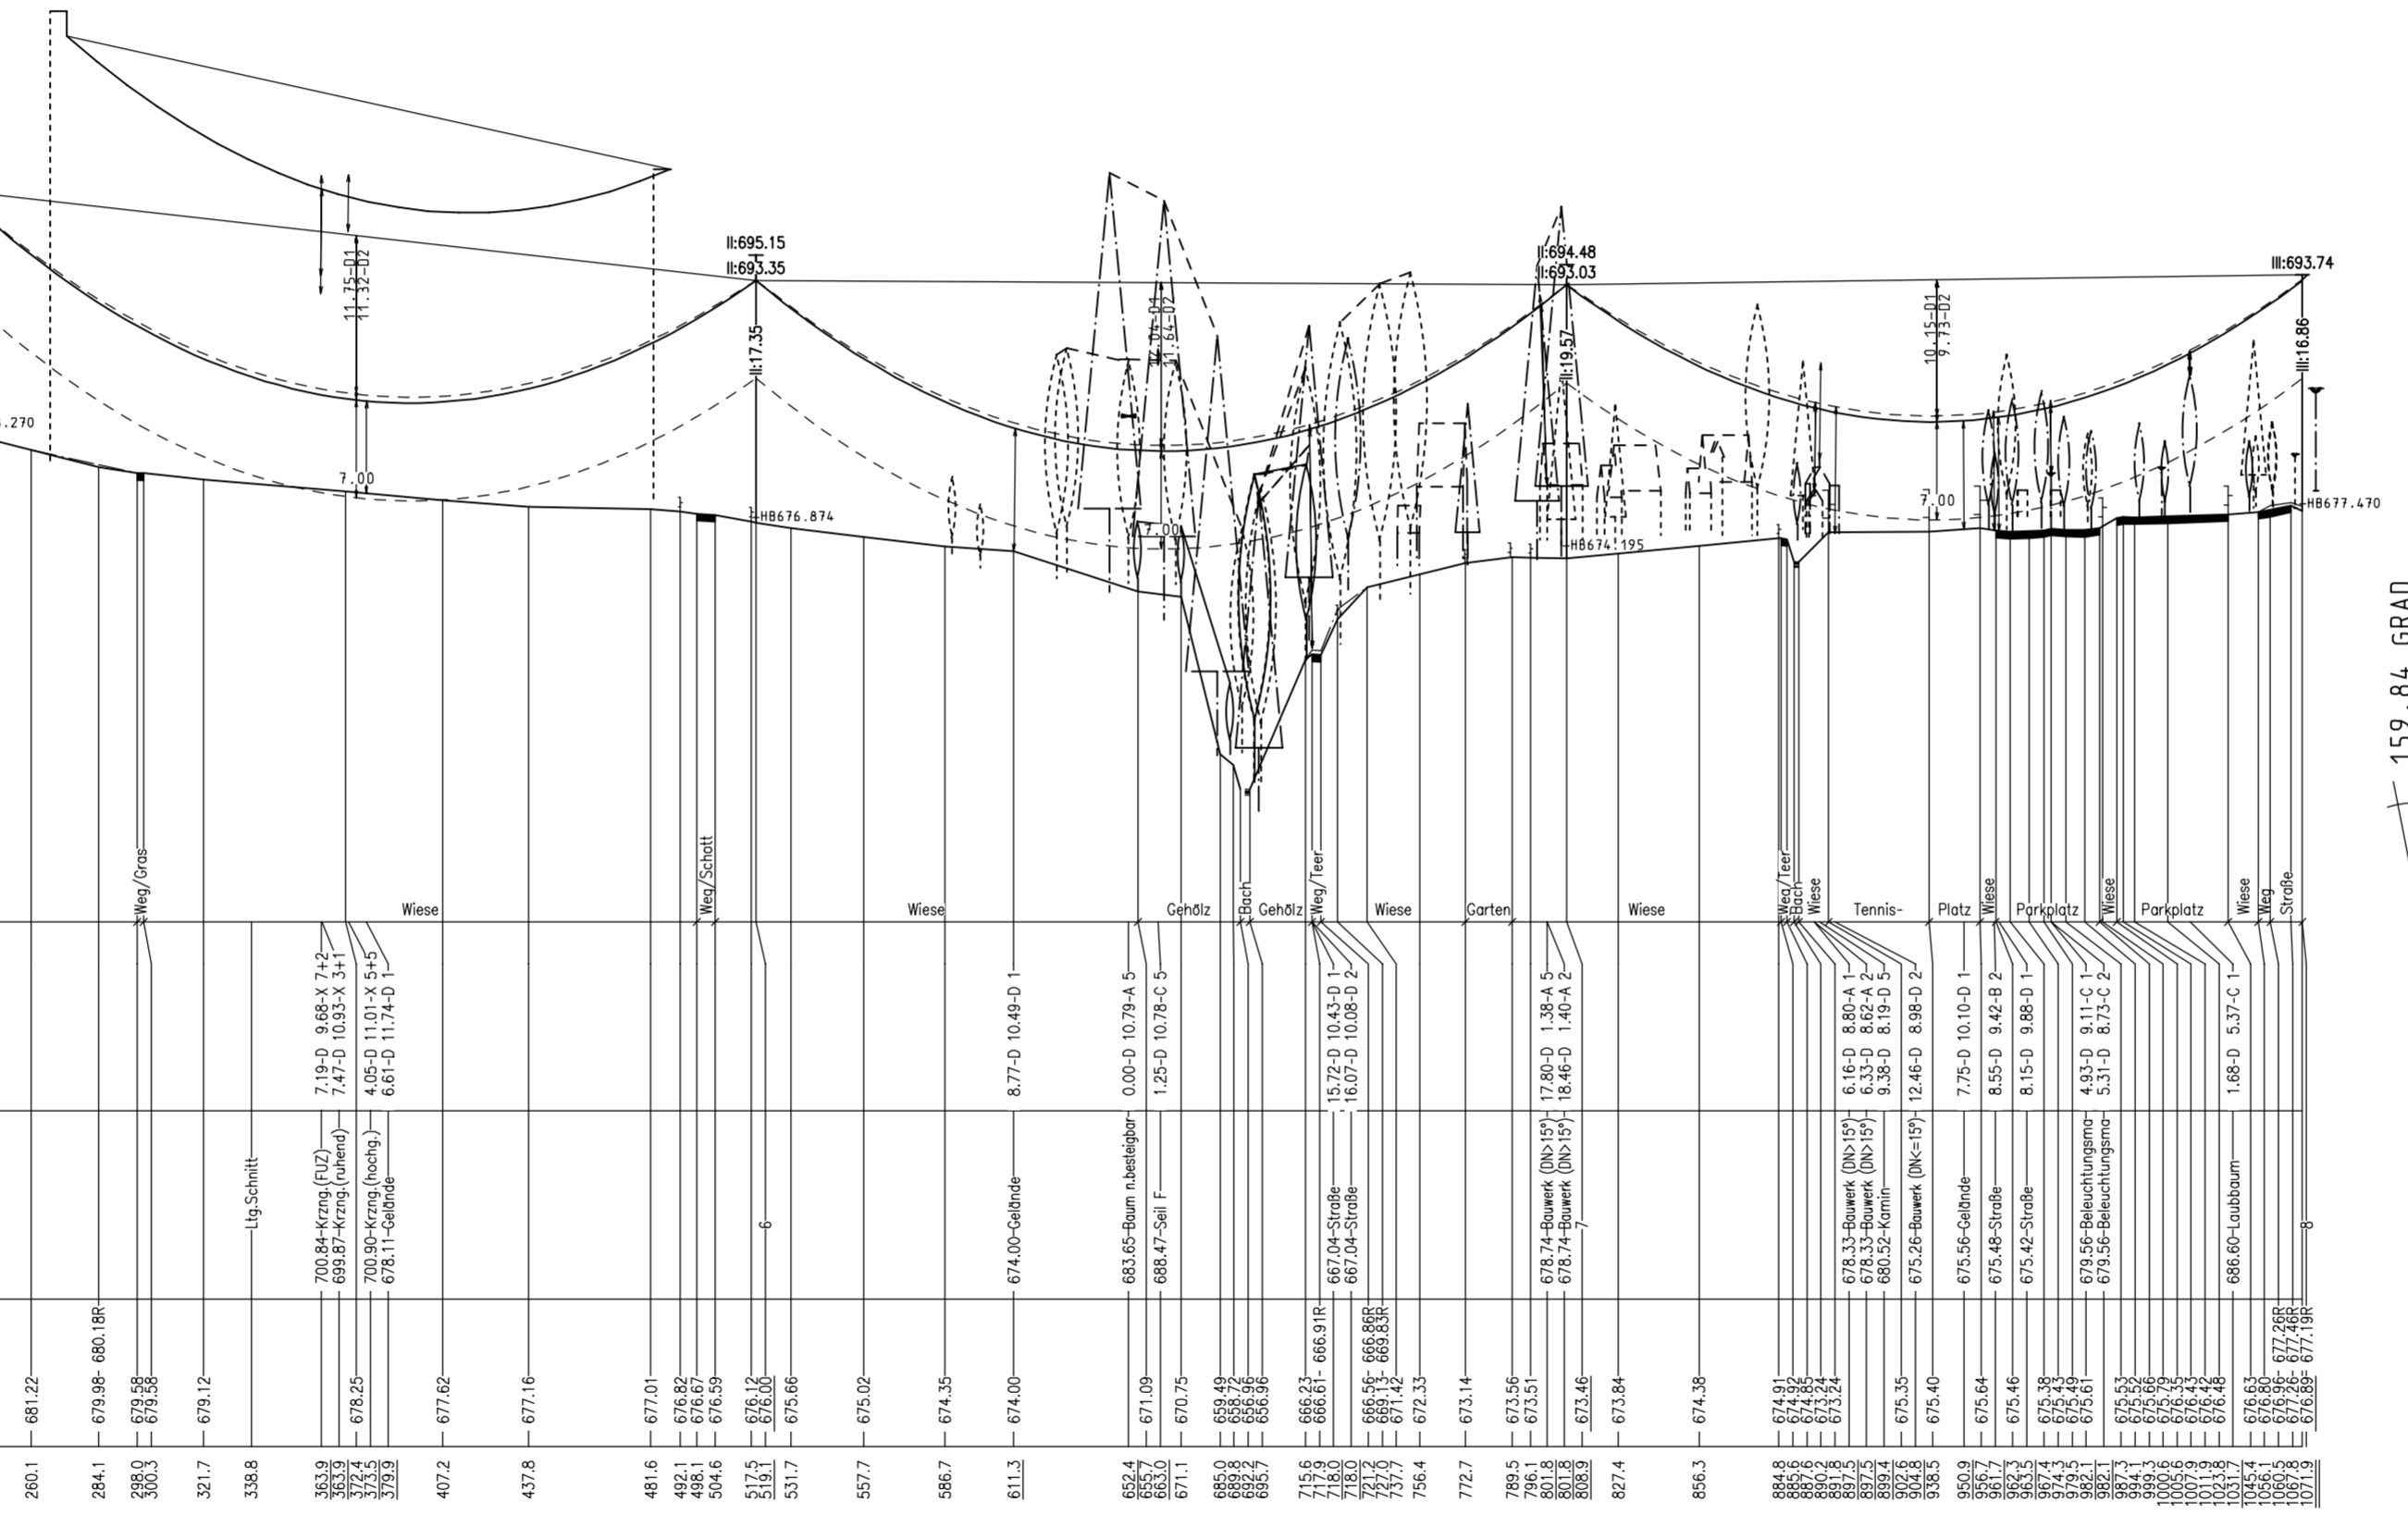 II:695.15
II:693.35
II:694.48
II:693.03
III:693.74
11.75-D1
11.32-D2
11.64-D2
10.15-D1
9.73-D2
II:17.35
II:19.57
III:16.86
.270
7.00
7.00
7.00
HB676.874
HB674.195
HB677.470
159.84 GRAD
Weg/Gras
Wiese
Weg/Schott
Wiese
Gehölz
Bach
Gehölz
Weg/Teer
Wiese
Garten
Wiese
Weg/Teer
Bach
Wiese
Tennis-
Platz
Wiese
Parkplatz
Wiese
Parkplatz
Wiese
Weg
Straße
7.19-D 9.68-X 7+2
7.47-D 10.93-X 3+1
4.05-D 11.01-X 5+5
6.61-D 11.74-D 1
8.77-D 10.49-D 1
0.00-D 10.79-A 5
1.25-D 10.78-C 5
15.72-D 10.43-D 1
16.07-D 10.08-D 2
17.80-D 1.38-A 5
18.46-D 1.40-A 2
6.16-D 8.80-A 1
6.33-D 8.62-A 2
9.38-D 8.19-D 5
12.46-D 8.98-D 2
7.75-D 10.10-D 1
8.55-D 9.42-B 2
8.15-D 9.88-D 1
4.93-D 9.11-C 1
5.31-D 8.73-C 2
1.68-D 5.37-C 1
Ltg.Schnitt
700.84-Krzng.(FUZ)
699.87-Krzng.(ruhend)
700.90-Krzng.(hochg.)
678.11-Gelände
6
674.00-Gelände
683.65-Baum n.besteigbar
688.47-Seil F
667.04-Straße
667.04-Straße
678.74-Bauwerk (DN>15°)
678.74-Bauwerk (DN>15°)
7
678.33-Bauwerk (DN>15°)
678.33-Bauwerk (DN>15°)
680.52-Kamin
675.26-Bauwerk (DN<=15°)
675.56-Gelände
675.48-Straße
675.42-Straße
679.56-Beleuchtungsma
679.56-Beleuchtungsma
686.60-Laubbaum
8
681.22
679.98- 680.18R
679.58
679.58
679.12
678.25
677.62
677.16
677.01
676.82
676.67
676.59
676.12
676.00
675.66
675.02
674.35
674.00
671.09
670.75
659.49
658.72
656.96
656.96
666.23
666.61- 666.91R
666.56- 666.86R
669.13- 669.83R
671.42
672.33
673.14
673.56
673.51
673.46
673.84
674.38
674.91
674.92
674.85
673.24
673.24
675.35
675.40
675.64
675.46
675.38
675.43
675.49
675.61
675.53
675.52
675.66
675.79
676.35
676.43
676.42
676.48
676.63
676.80
676.96- 677.26R
677.26- 677.46R
676.89- 677.19R
260.1
284.1
298.0
300.3
321.7
338.8
363.9
363.9
372.4
373.5
379.9
407.2
437.8
481.6
492.1
498.1
504.6
517.5
519.1
531.7
557.7
586.7
611.3
652.4
655.7
663.0
671.1
685.0
689.8
692.2
695.7
715.6
717.9
718.0
718.0
721.2
727.0
737.7
756.4
772.7
789.5
796.1
801.8
801.8
808.9
827.4
856.3
884.8
885.6
887.6
890.2
891.8
897.5
897.5
899.4
902.6
904.8
938.5
950.9
956.7
961.7
962.3
963.5
967.4
974.3
975.5
982.1
982.1
987.3
994.1
999.3
1000.6
1005.6
1007.9
1011.9
1023.8
1031.7
1045.4
1056.1
1060.5
1067.8
1071.9